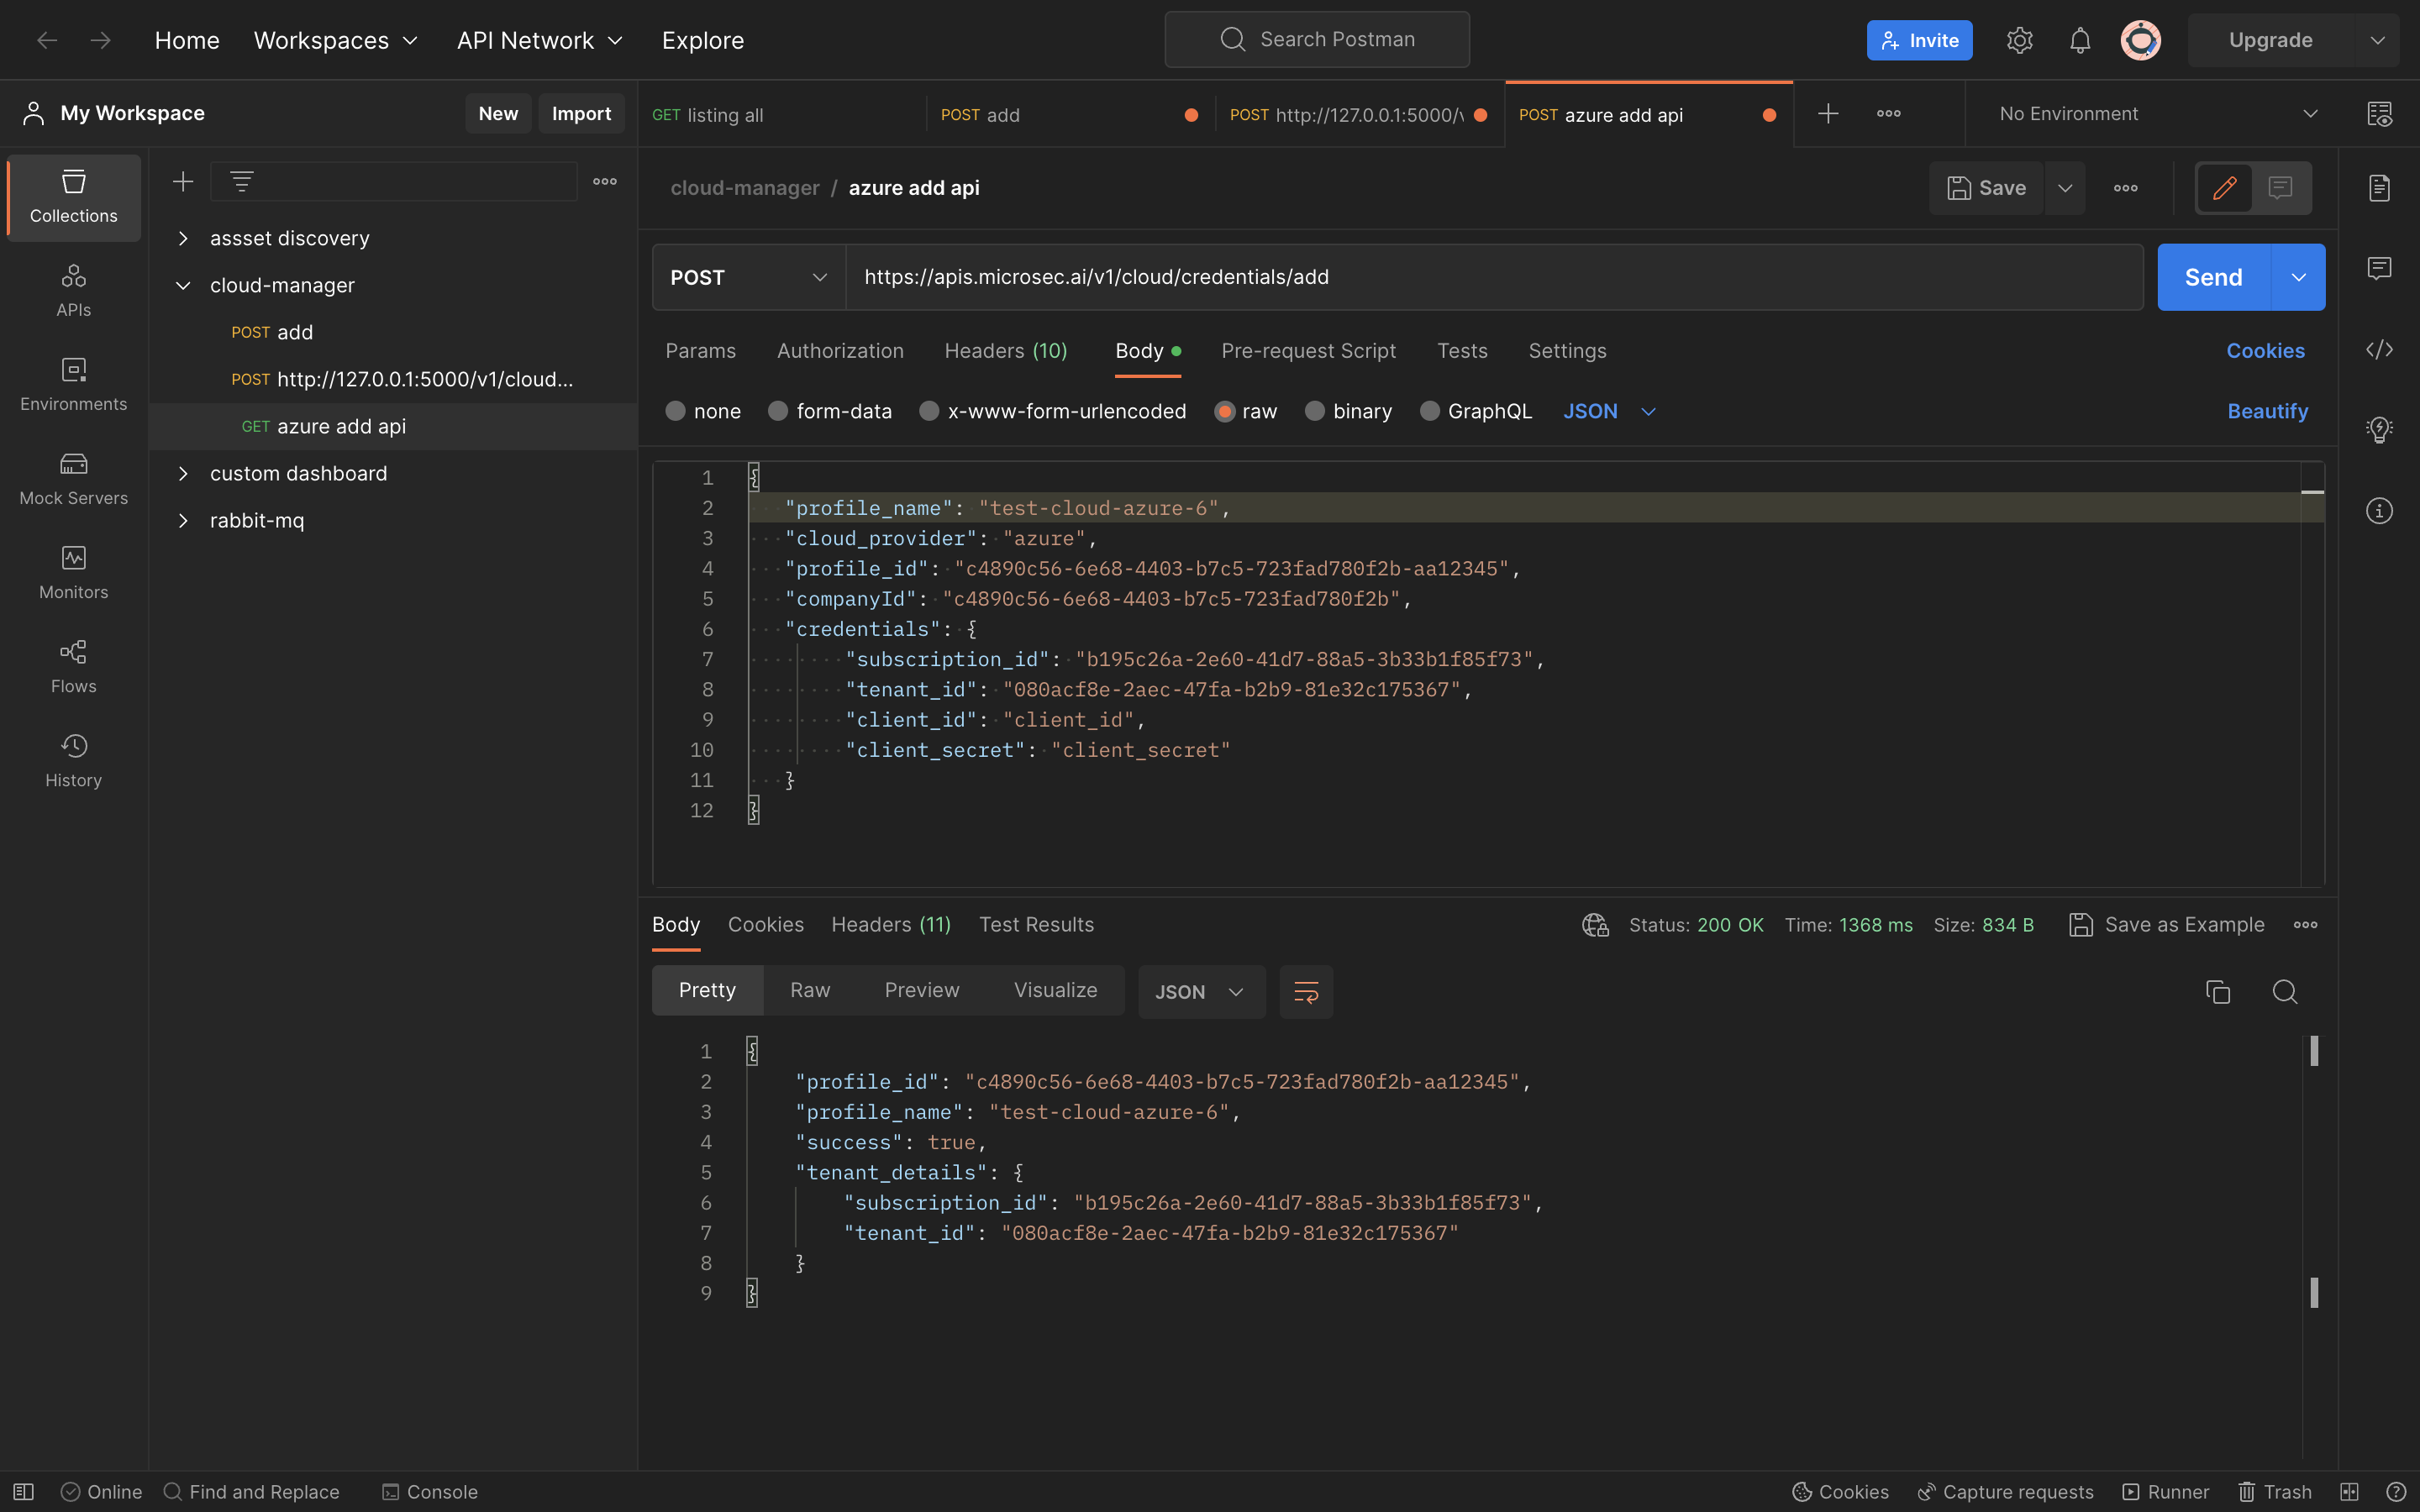 Home Workspaces API Network Explore Search Postman Invite Upgrade
My Workspace New Import GET listing all POST add POST http://127.0.0.1:5000/v POST azure add api No Environment
Collections
APIs
Environments
Mock Servers
Monitors
Flows
History
assset discovery
cloud-manager
POST add
POST http://127.0.0.1:5000/v1/cloud...
GET azure add api
custom dashboard
rabbit-mq
cloud-manager / azure add api Save
POST https://apis.microsec.ai/v1/cloud/credentials/add Send
Params Authorization Headers (10) Body Pre-request Script Tests Settings Cookies
none form-data x-www-form-urlencoded raw binary GraphQL JSON Beautify
1 {
2 "profile_name": "test-cloud-azure-6",
3 "cloud_provider": "azure",
4 "profile_id": "c4890c56-6e68-4403-b7c5-723fad780f2b-aa12345",
5 "companyId": "c4890c56-6e68-4403-b7c5-723fad780f2b",
6 "credentials": {
7 "subscription_id": "b195c26a-2e60-41d7-88a5-3b33b1f85f73",
8 "tenant_id": "080acf8e-2aec-47fa-b2b9-81e32c175367",
9 "client_id": "client_id",
10 "client_secret": "client_secret"
11 }
12 }
Body Cookies Headers (11) Test Results Status: 200 OK Time: 1368 ms Size: 834 B Save as Example
Pretty Raw Preview Visualize JSON
1 {
2 "profile_id": "c4890c56-6e68-4403-b7c5-723fad780f2b-aa12345",
3 "profile_name": "test-cloud-azure-6",
4 "success": true,
5 "tenant_details": {
6 "subscription_id": "b195c26a-2e60-41d7-88a5-3b33b1f85f73",
7 "tenant_id": "080acf8e-2aec-47fa-b2b9-81e32c175367"
8 }
9 }
Online Find and Replace Console Cookies Capture requests Runner Trash